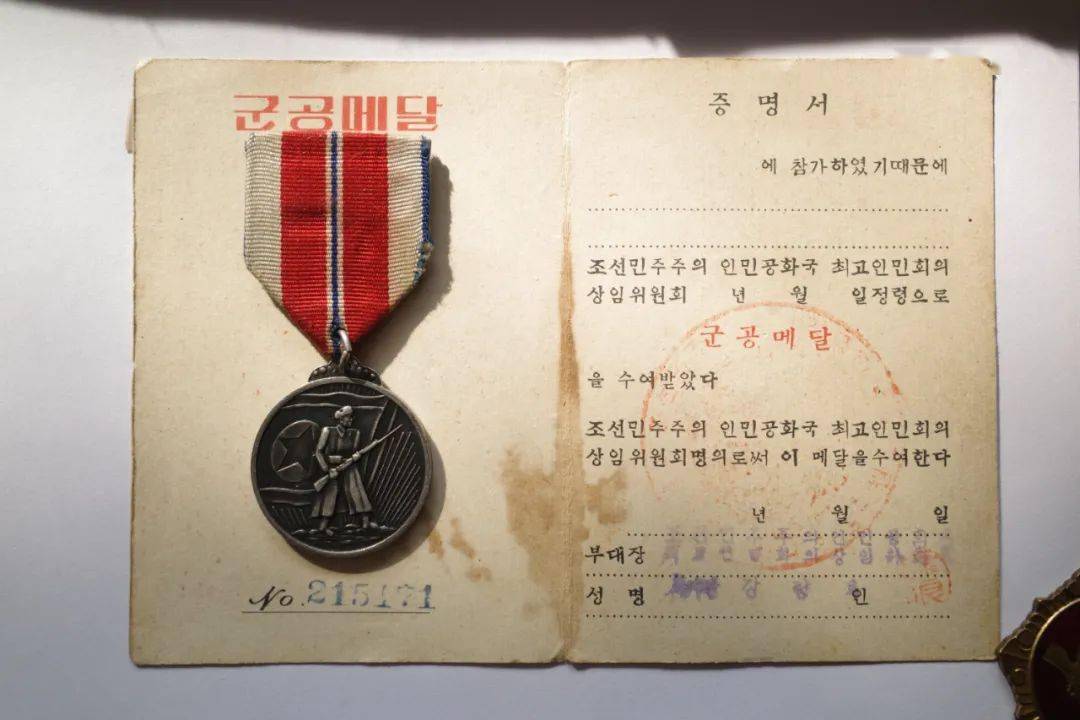 군공메달
No. 215171
증 명 서
에 참가하였기때문에
조선민주주의 인민공화국 최고인민회의
상임위원회 년 월 일정령으로
군공메달
을 수여받았다
조선민주주의 인민공화국 최고인민회의
상임위원회명의로써 이 메달을수여한다
년 월 일
부대장
성 명 인